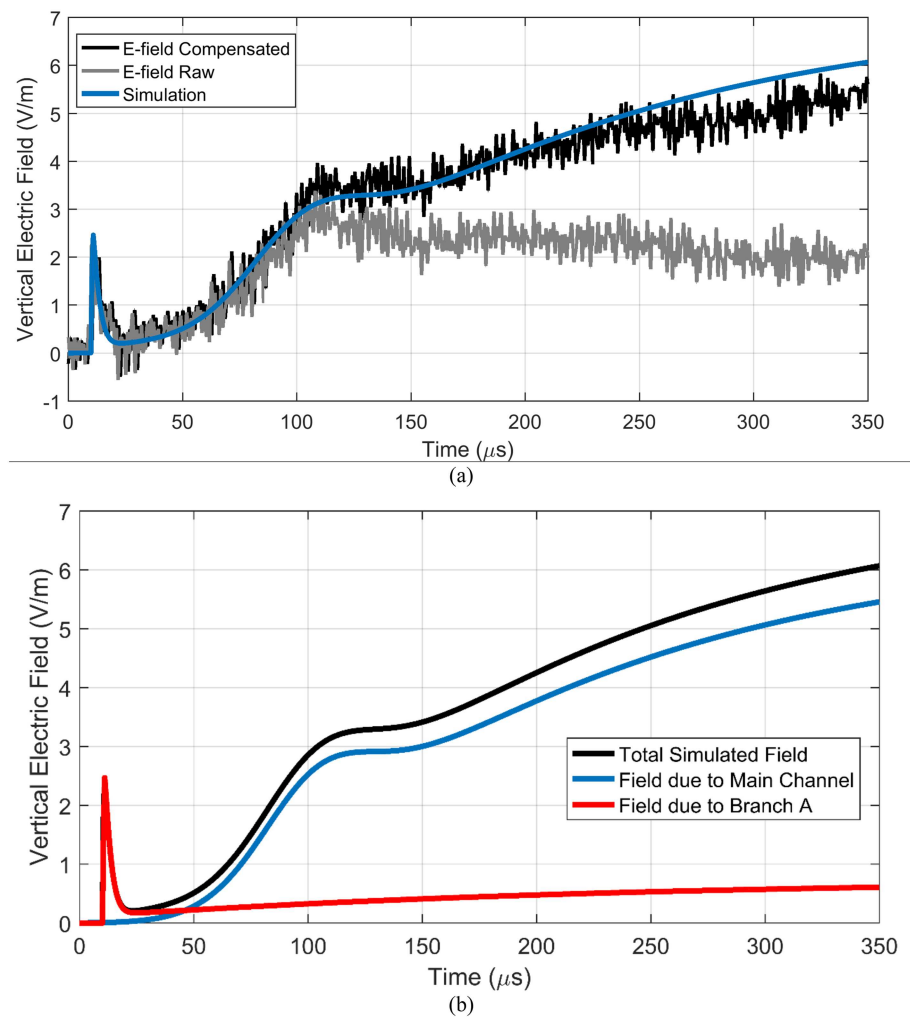 7
6
5
4
3
2
1
0
-1
Vertical Electric Field (V/m)
E-field Compensated
E-field Raw
Simulation
0 50 100 150 200 250 300 350
Time (μs)
(a)
7
6
5
4
3
2
1
0
Vertical Electric Field (V/m)
Total Simulated Field
Field due to Main Channel
Field due to Branch A
0 50 100 150 200 250 300 350
Time (μs)
(b)